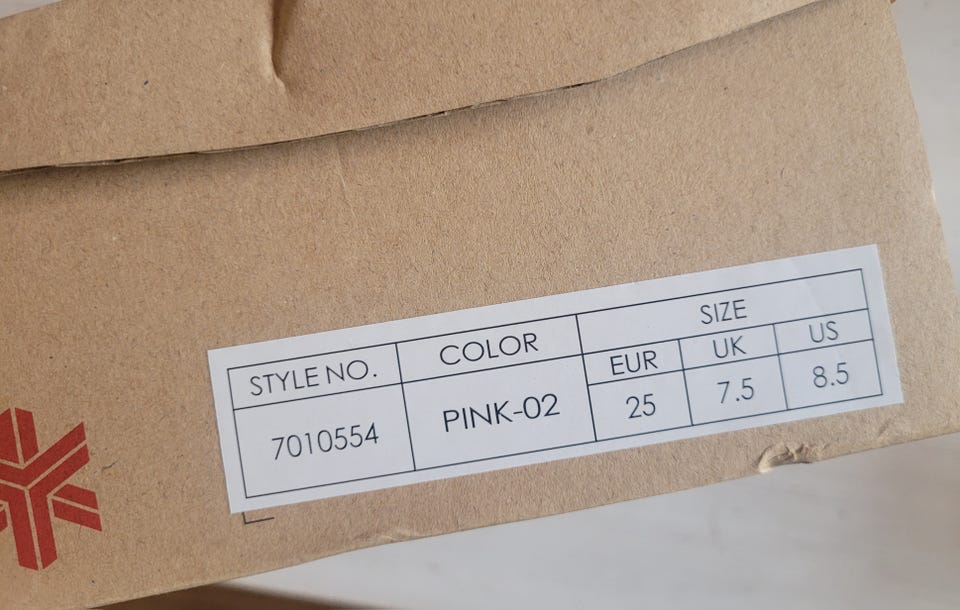 STYLE NO. COLOR SIZE
EUR UK US
7010554 PINK-02 25 7.5 8.5